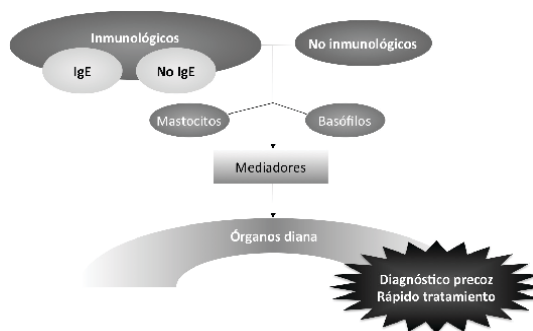 Inmunológicos
No inmunológicos
IgE
No IgE
Mastocitos
Basófilos
Mediadores
Órganos diana
Diagnóstico precoz
Rápido tratamiento